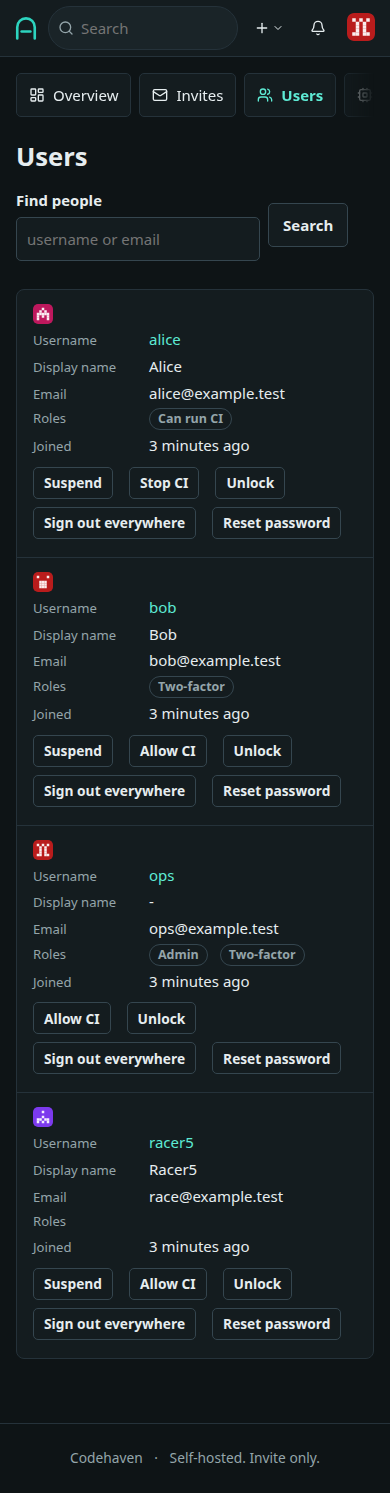 Search
Overview Invites Users
Users
Find people
username or email Search
Username alice
Display name Alice
Email alice@example.test
Roles Can run CI
Joined 3 minutes ago
Suspend Stop CI Unlock
Sign out everywhere Reset password
Username bob
Display name Bob
Email bob@example.test
Roles Two-factor
Joined 3 minutes ago
Suspend Allow CI Unlock
Sign out everywhere Reset password
Username ops
Display name -
Email ops@example.test
Roles Admin Two-factor
Joined 3 minutes ago
Allow CI Unlock
Sign out everywhere Reset password
Username racer5
Display name Racer5
Email race@example.test
Roles
Joined 3 minutes ago
Suspend Allow CI Unlock
Sign out everywhere Reset password
Codehaven · Self-hosted. Invite only.